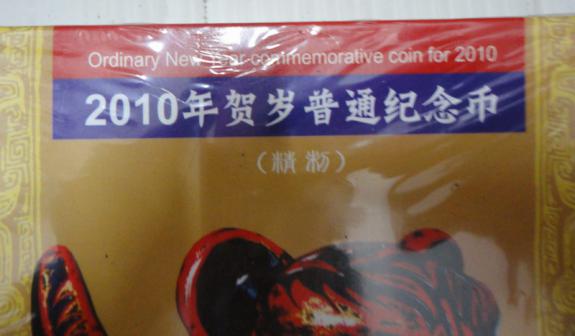 Ordinary New Year commemorative coin for 2010
2010年贺岁普通纪念币
(精粉)